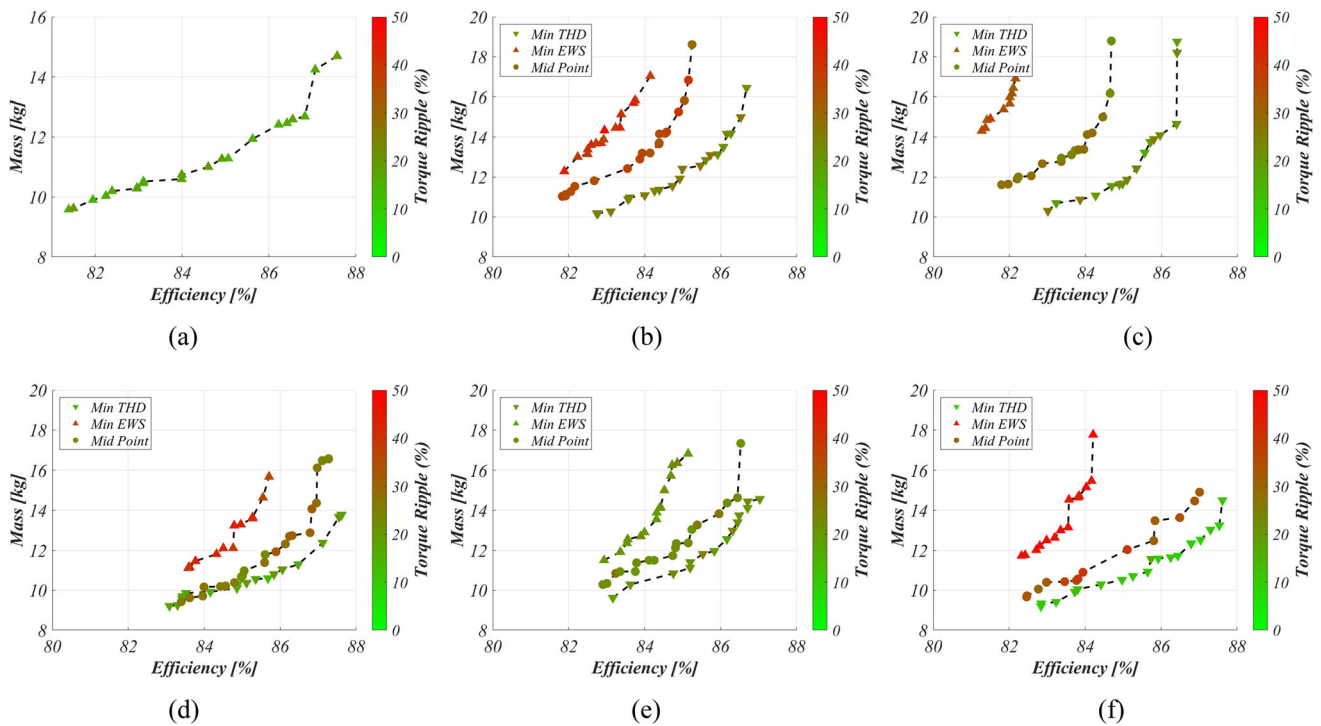 16
14
12
10
8
82
84
86
88
Mass [kg]
Efficiency [%]
50
40
30
20
10
0
Torque Ripple (%)
(a)
20
18
16
14
12
10
8
80
82
84
86
88
Mass [kg]
Efficiency [%]
Min THD
Min EWS
Mid Point
50
40
30
20
10
0
Torque Ripple (%)
(b)
20
18
16
14
12
10
8
80
82
84
86
88
Mass [kg]
Efficiency [%]
Min THD
Min EWS
Mid Point
50
40
30
20
10
0
Torque Ripple (%)
(c)
20
18
16
14
12
10
8
80
82
84
86
88
Mass [kg]
Efficiency [%]
Min THD
Min EWS
Mid Point
50
40
30
20
10
0
Torque Ripple (%)
(d)
20
18
16
14
12
10
8
80
82
84
86
88
Mass [kg]
Efficiency [%]
Min THD
Min EWS
Mid Point
50
40
30
20
10
0
Torque Ripple (%)
(e)
20
18
16
14
12
10
8
80
82
84
86
88
Mass [kg]
Efficiency [%]
Min THD
Min EWS
Mid Point
50
40
30
20
10
0
Torque Ripple (%)
(f)